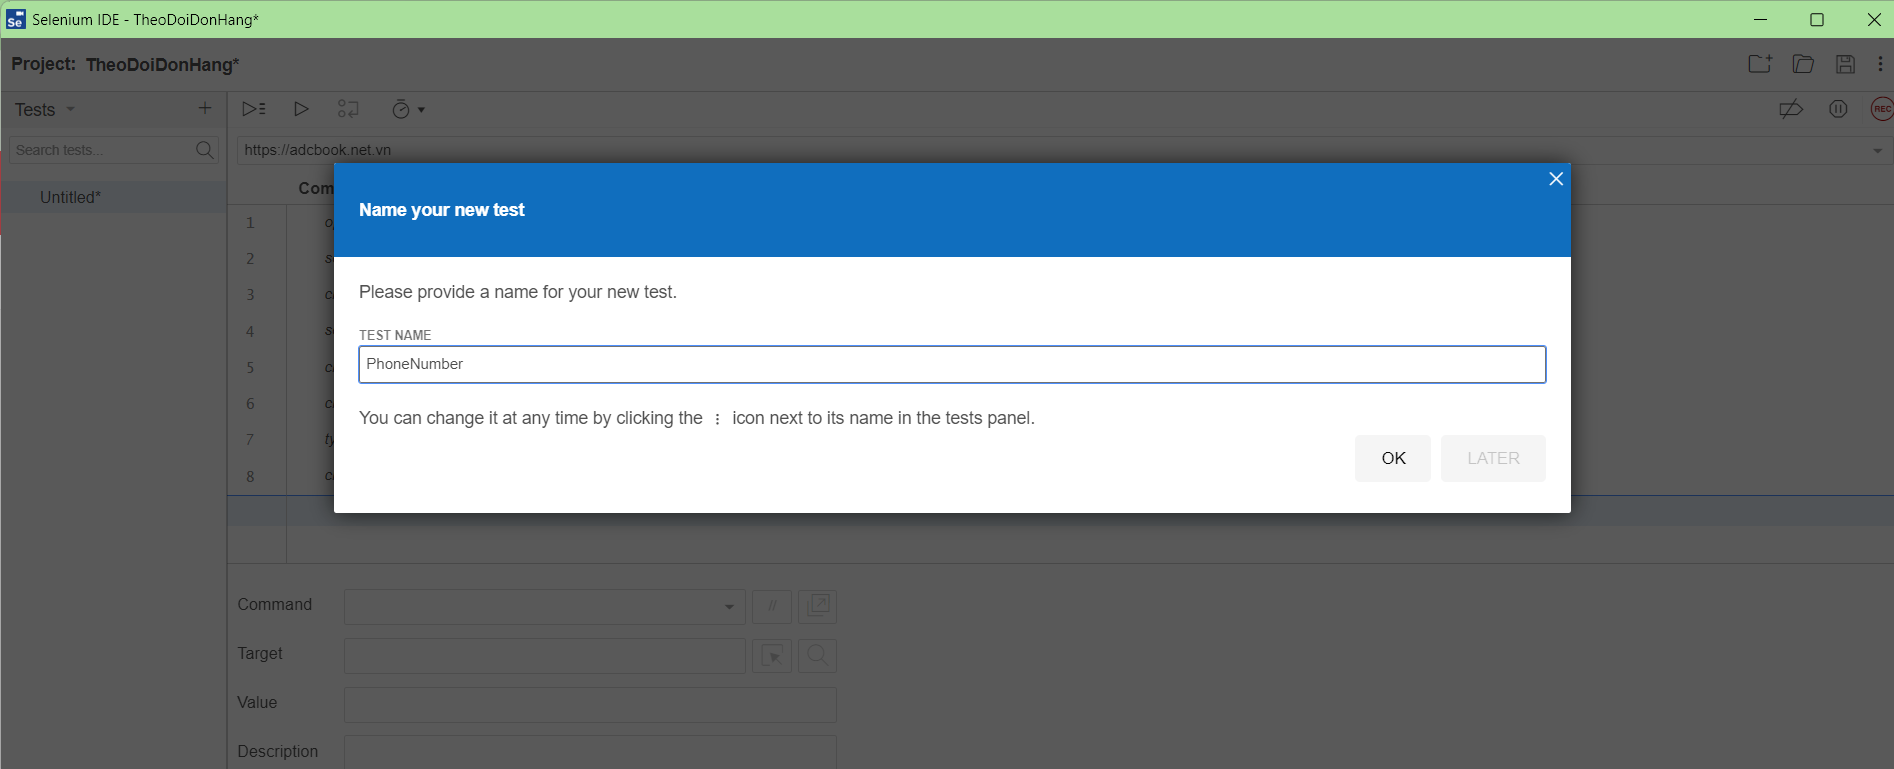 Selenium IDE - TheoDoiDonHang*
Project: TheoDoiDonHang*
Tests
Search tests...
https://adcbook.net.vn
REC
Untitled*
Name your new test
1
2
3
4
5
6
7
8
Please provide a name for your new test.
TEST NAME
PhoneNumber
You can change it at any time by clicking the ⋮ icon next to its name in the tests panel.
OK LATER
Command //
Target
Value
Description